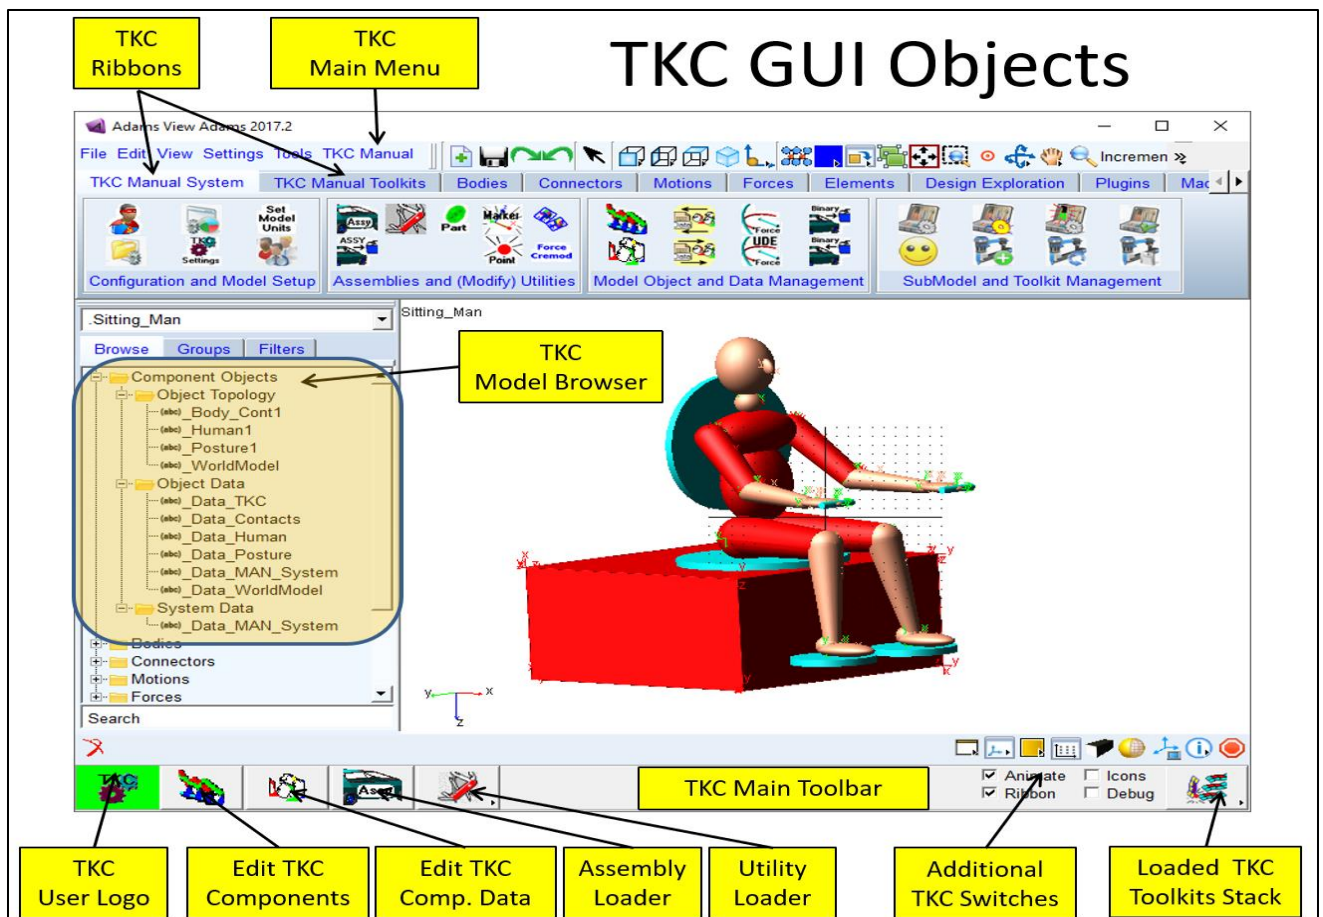 TKC GUI Objects
TKC
Ribbons
TKC
Main Menu
Adams View Adams 2017.2
File Edit View Settings Tools TKC Manual
Incremen
TKC Manual System TKC Manual Toolkits Bodies Connectors Motions Forces Elements Design Exploration Plugins Mac
Set
Model
Units
TKC
Settings
Configuration and Model Setup
Assy
Part
Marker
ASSY
Point
Force
Cremod
Assemblies and (Modify) Utilities
Force
Binary
UDE
Force
Binary
Model Object and Data Management
SubModel and Toolkit Management
.Sitting_Man
Browse Groups Filters
Component Objects
Object Topology
(abc) _Body_Cont1
(abc) _Human1
(abc) _Posture1
(abc) _WorldModel
Object Data
(abc) _Data_TKC
(abc) _Data_Contacts
(abc) _Data_Human
(abc) _Data_Posture
(abc) _Data_MAN_System
(abc) _Data_WorldModel
System Data
(abc) _Data_MAN_System
Bodies
Connectors
Motions
Forces
Search
Sitting_Man
TKC
Model Browser
y x
z
TKC
Assy
TKC Main Toolbar
Animate Icons
Ribbon Debug
TKC
User Logo
Edit TKC
Components
Edit TKC
Comp. Data
Assembly
Loader
Utility
Loader
Additional
TKC Switches
Loaded TKC
Toolkits Stack